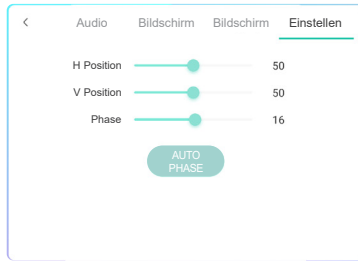 Audio Bildschirm Bildschirm Einstellen
H Position 50
V Position 50
Phase 16
AUTO
PHASE